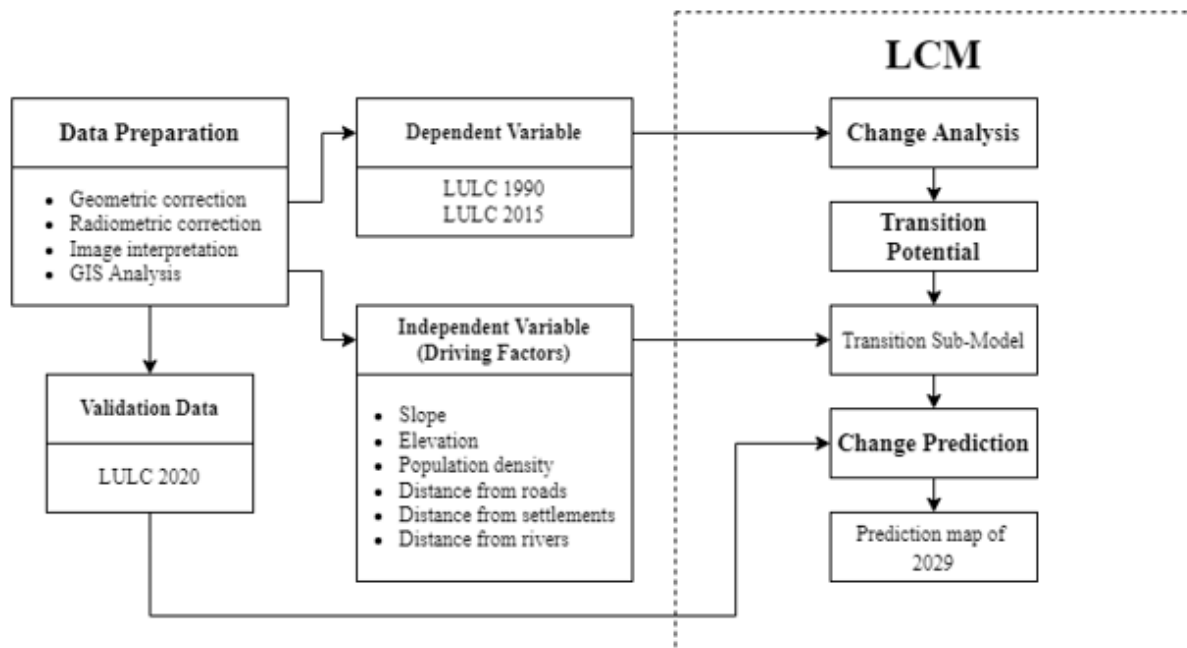 LCM
Data Preparation
• Geometric correction
• Radiometric correction
• Image interpretation
• GIS Analysis
Dependent Variable
LULC 1990
LULC 2015
Change Analysis
Transition
Potential
Independent Variable
(Driving Factors)
• Slope
• Elevation
• Population density
• Distance from roads
• Distance from settlements
• Distance from rivers
Transition Sub-Model
Validation Data
LULC 2020
Change Prediction
Prediction map of
2029